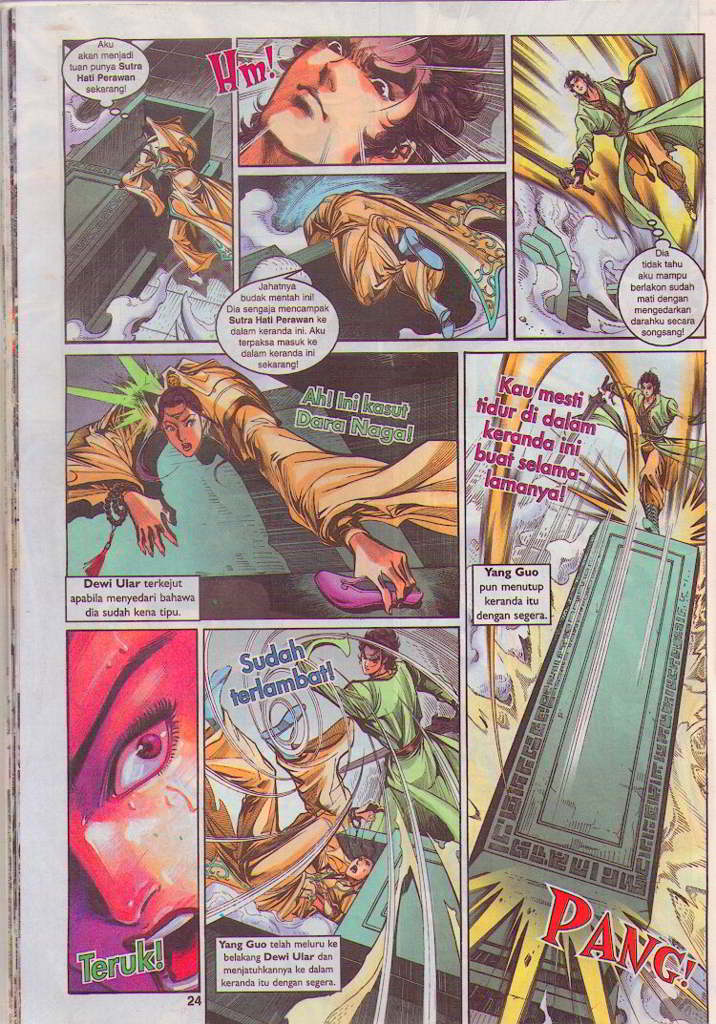 Aku
akan menjadi
tuan punya Sutra
Hati Perawan
sekarang!
Hm!
Jahatnya
budak mentah ini!
Dia sengaja mencampak
Sutra Hati Perawan ke
dalam keranda ini. Aku
terpaksa masuk ke
dalam keranda ini
sekarang!
Dia
tidak tahu
aku mampu
berlakon sudah
mati dengan
mengedarkan
darahku secara
songsang!
Ah! Ini kasut
Dara Naga!
Dewi Ular terkejut
apabila menyedari bahawa
dia sudah kena tipu.
Kau mesti
tidur di dalam
keranda ini
buat selama-
lamanya!
Yang Guo
pun menutup
keranda itu
dengan segera.
Teruk!
Sudah
terlambat!
Yang Guo telah meluru ke
belakang Dewi Ular dan
menjatuhkannya ke dalam
keranda itu dengan segera.
PANG!
24